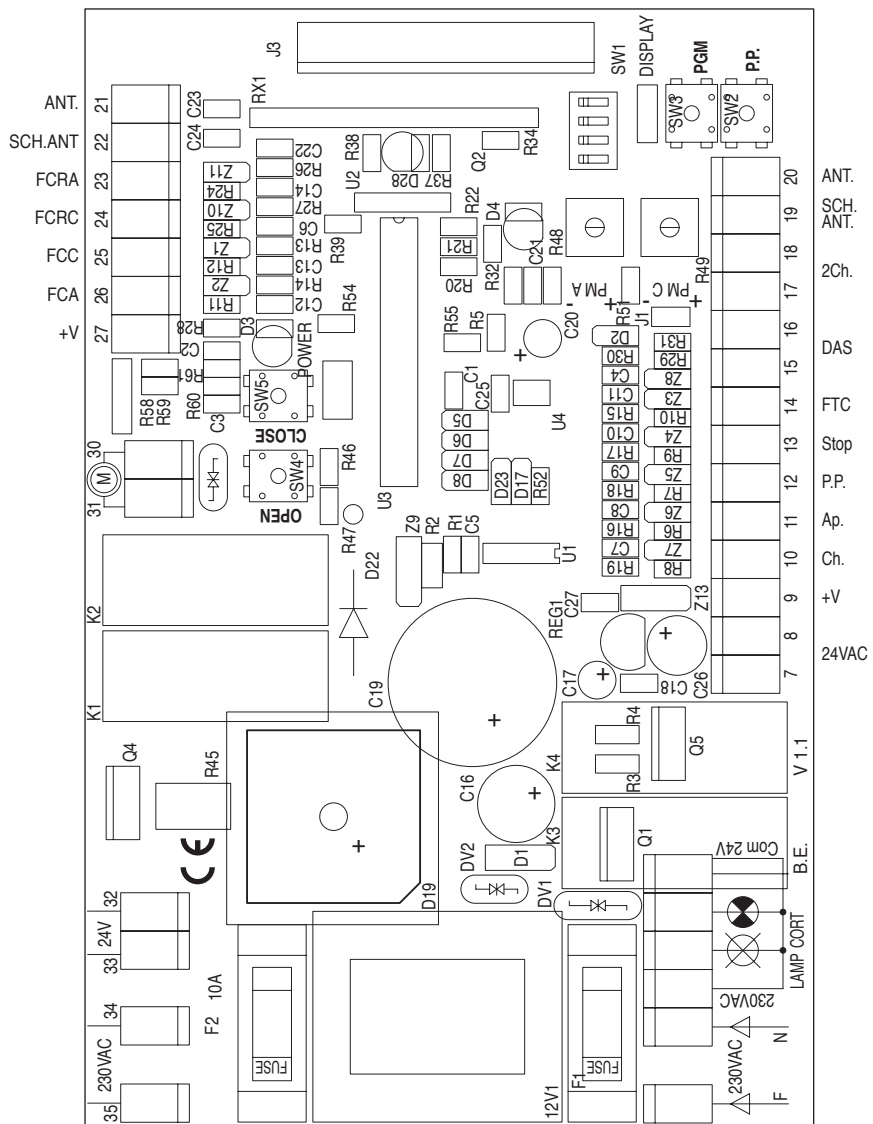 J3
SW1
DISPLAY
PGM
P.P.
SW3
SW2
RX1
ANT.
21
C23
SCH.ANT
22
C24
FCRA
23
Z11
R24
FCRC
24
Z10
R25
FCC
25
Z1
R12
FCA
26
Z2
R11
+V
27
R28
C22
R26
C14
R27
C6
R13
C13
R14
C12
R38
U2
D28
R37
Q2
R34
R39
R54
R22
R21
R20
D4
R32
C21
R48
PM A
-
+
PM C
-
+
R49
R51
J1
C20
+
R55
R5
D3
POWER
C2
R61
R60
C3
R58
R59
SW5
CLOSE
SW4
OPEN
R46
R47
U3
C1
C25
U4
D5
D6
D7
D8
D23
D17
R52
D2
R30
C4
C11
R15
C10
R17
C9
R18
C8
R16
C7
R19
R31
R29
Z8
Z3
R10
Z4
R9
Z5
R7
Z6
R6
Z7
R8
20
ANT.
19
SCH.
ANT.
18
2Ch.
17
16
DAS
15
14
FTC
13
Stop
12
P.P.
11
Ap.
10
Ch.
9
+V
8
24VAC
7
30
M
31
K2
K1
D22
Z9
R2
R1
C5
U1
REG1
C27
Z13
C17
+
C18
C26
+
C19
+
C16
+
Q4
R45
CE
D19
+
K4
R3
R4
Q5
V 1.1
K3
Q1
B.E.
Com 24V
D1
DV2
DV1
32
24V
33
34
230VAC
35
F2
10A
FUSE
12V1
F1
FUSE
LAMP CORT
230VAC
N
230VAC
F